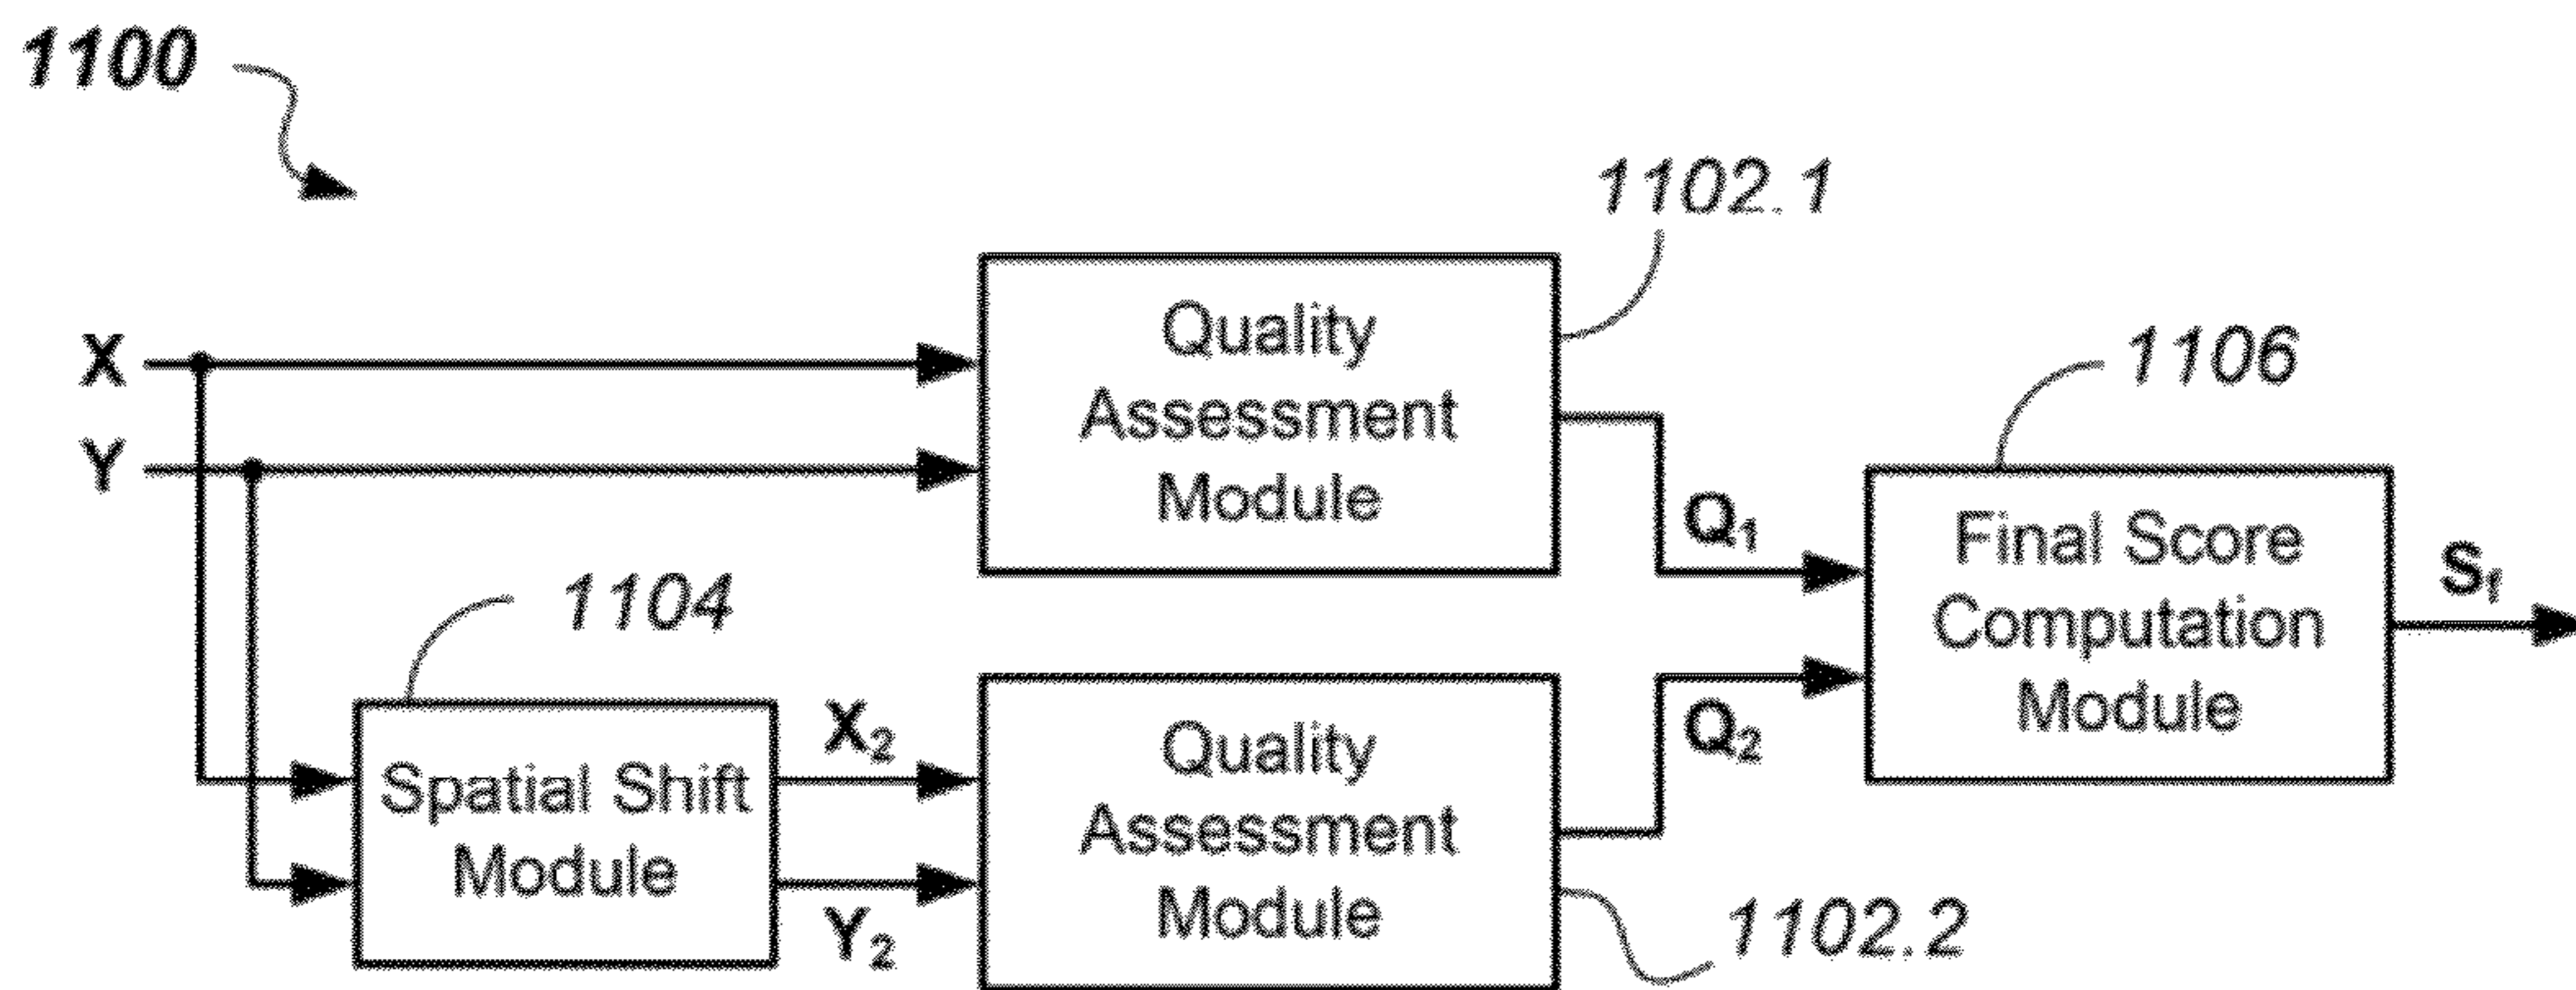 1100
1102.1
X
Y
Quality
Assessment
Module
1106
Q₁
Final Score
Computation
Module
S_f
1104
Spatial Shift
Module
X₂
Y₂
Quality
Assessment
Module
Q₂
1102.2